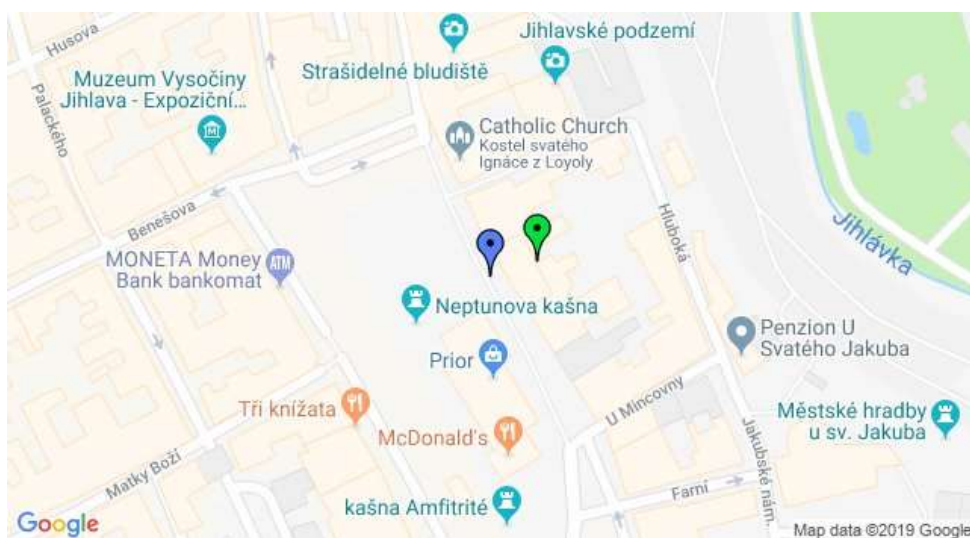 Husova
Palackého
Muzeum Vysočiny
Jihlava - Expoziční...
Strašidelné bludiště
Jihlavské podzemí
Catholic Church
Kostel svatého
Ignáce z Loyoly
Benešova
Hluboká
Jihlávka
MONETA Money
Bank bankomat
ATM
Neptunova kašna
Penzion U
Svatého Jakuba
Prior
U Mincovny
Tři knížata
McDonald's
Městské hradby
u sv. Jakuba
Matky Boží
Jakubské nám.
Farní
kašna Amfitrité
Google
Map data ©2019 Google